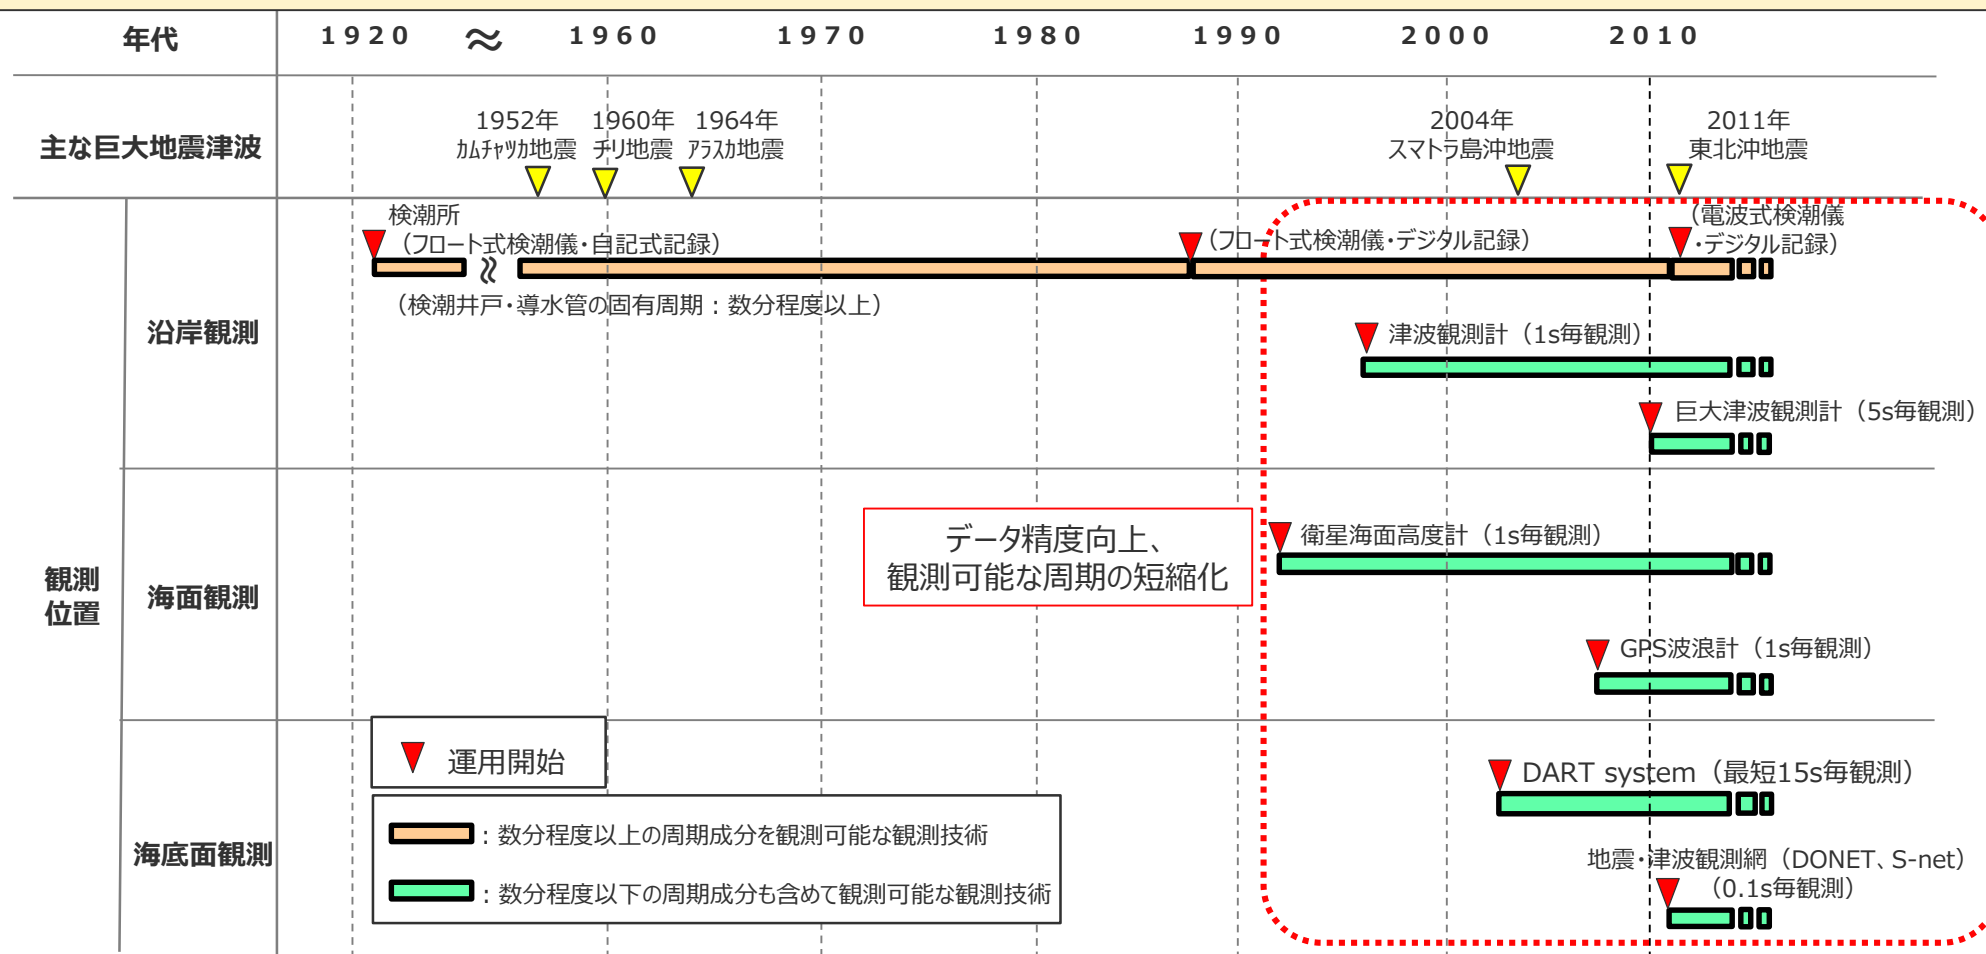 年代
1920
≈
1960
1970
1980
1990
2000
2010
主な巨大地震津波
1952年
ｶﾑﾁｬﾂｶ地震
1960年
ﾁﾘ地震
1964年
ｱﾗｽｶ地震
2004年
スマトラ島沖地震
2011年
東北沖地震
観測
位置
沿岸観測
検潮所
（フロート式検潮儀・自記式記録）
（検潮井戸・導水管の固有周期：数分程度以上）
（フロート式検潮儀・デジタル記録）
（電波式検潮儀
・デジタル記録）
津波観測計（1s毎観測）
巨大津波観測計（5s毎観測）
海面観測
データ精度向上、
観測可能な周期の短縮化
衛星海面高度計（1s毎観測）
GPS波浪計（1s毎観測）
海底面観測
運用開始
：数分程度以上の周期成分を観測可能な観測技術
：数分程度以下の周期成分も含めて観測可能な観測技術
DART system（最短15s毎観測）
地震・津波観測網（DONET、S-net）
（0.1s毎観測）